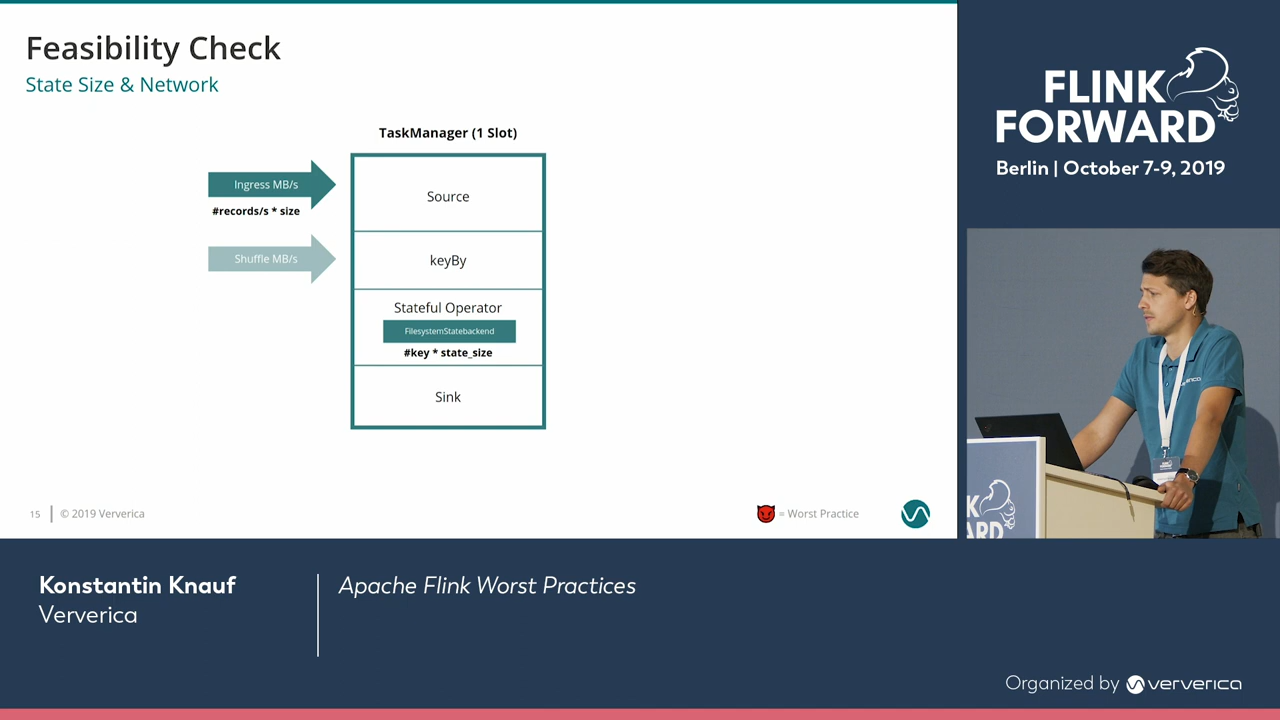 Feasibility Check
State Size & Network
TaskManager (1 Slot)
Ingress MB/s
#records/s * size
Shuffle MB/s
Source
keyBy
Stateful Operator
FilesystemStatebackend
#key * state_size
Sink
15
© 2019 Ververica
= Worst Practice
FLINK
FORWARD
Berlin | October 7-9, 2019
Konstantin Knauf
Ververica
Apache Flink Worst Practices
Organized by ververica